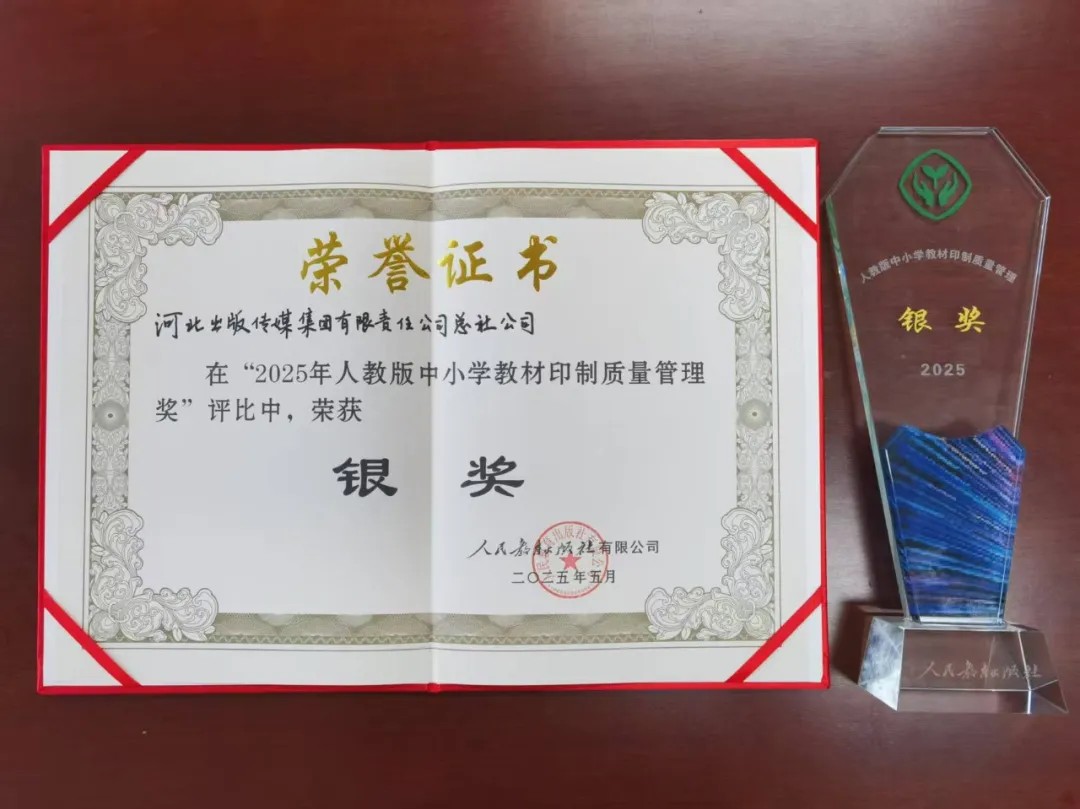 荣誉证书
河北出版传媒集团有限责任公司总社公司
在“2025年人教版中小学教材印制质量管理
奖”评比中，荣获
银 奖
人民教育出版社有限公司
二〇二五年五月
人教版中小学教材印制质量管理
银 奖
2025
人民教育出版社